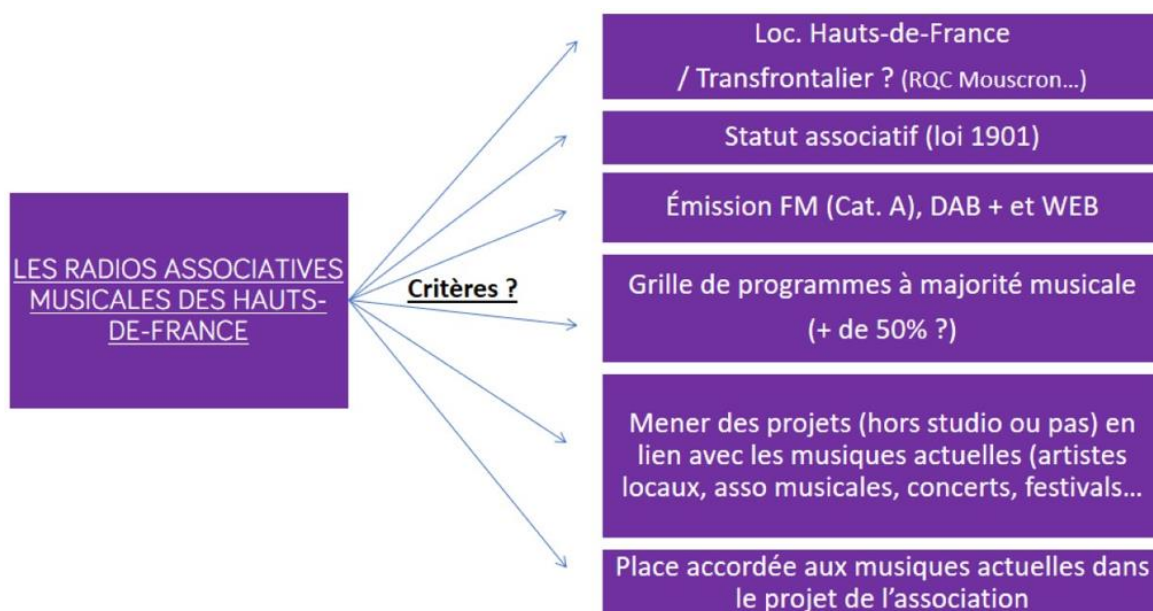 LES RADIOS ASSOCIATIVES
MUSICALES DES HAUTS-
DE-FRANCE
Critères ?
Loc. Hauts-de-France
/ Transfrontalier ? (RQC Mouscron…)
Statut associatif (loi 1901)
Émission FM (Cat. A), DAB + et WEB
Grille de programmes à majorité musicale
(+ de 50% ?)
Mener des projets (hors studio ou pas) en
lien avec les musiques actuelles (artistes
locaux, asso musicales, concerts, festivals…
Place accordée aux musiques actuelles dans
le projet de l’association